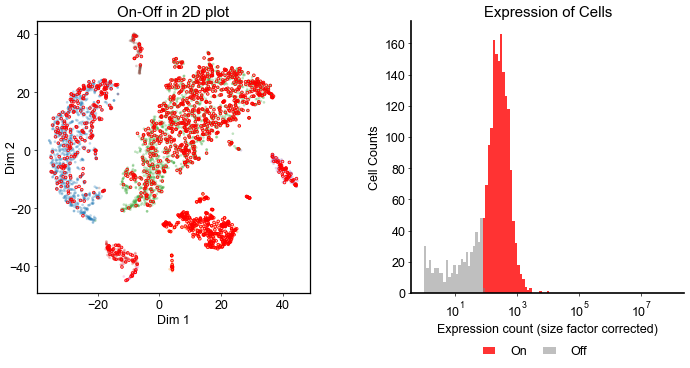 On-Off in 2D plot
Dim 2
40
20
0
−20
−40
−20
0
20
40
Dim 1
Expression of Cells
Cell Counts
160
140
120
100
80
60
40
20
0
10^1
10^3
10^5
10^7
Expression count (size factor corrected)
On
Off